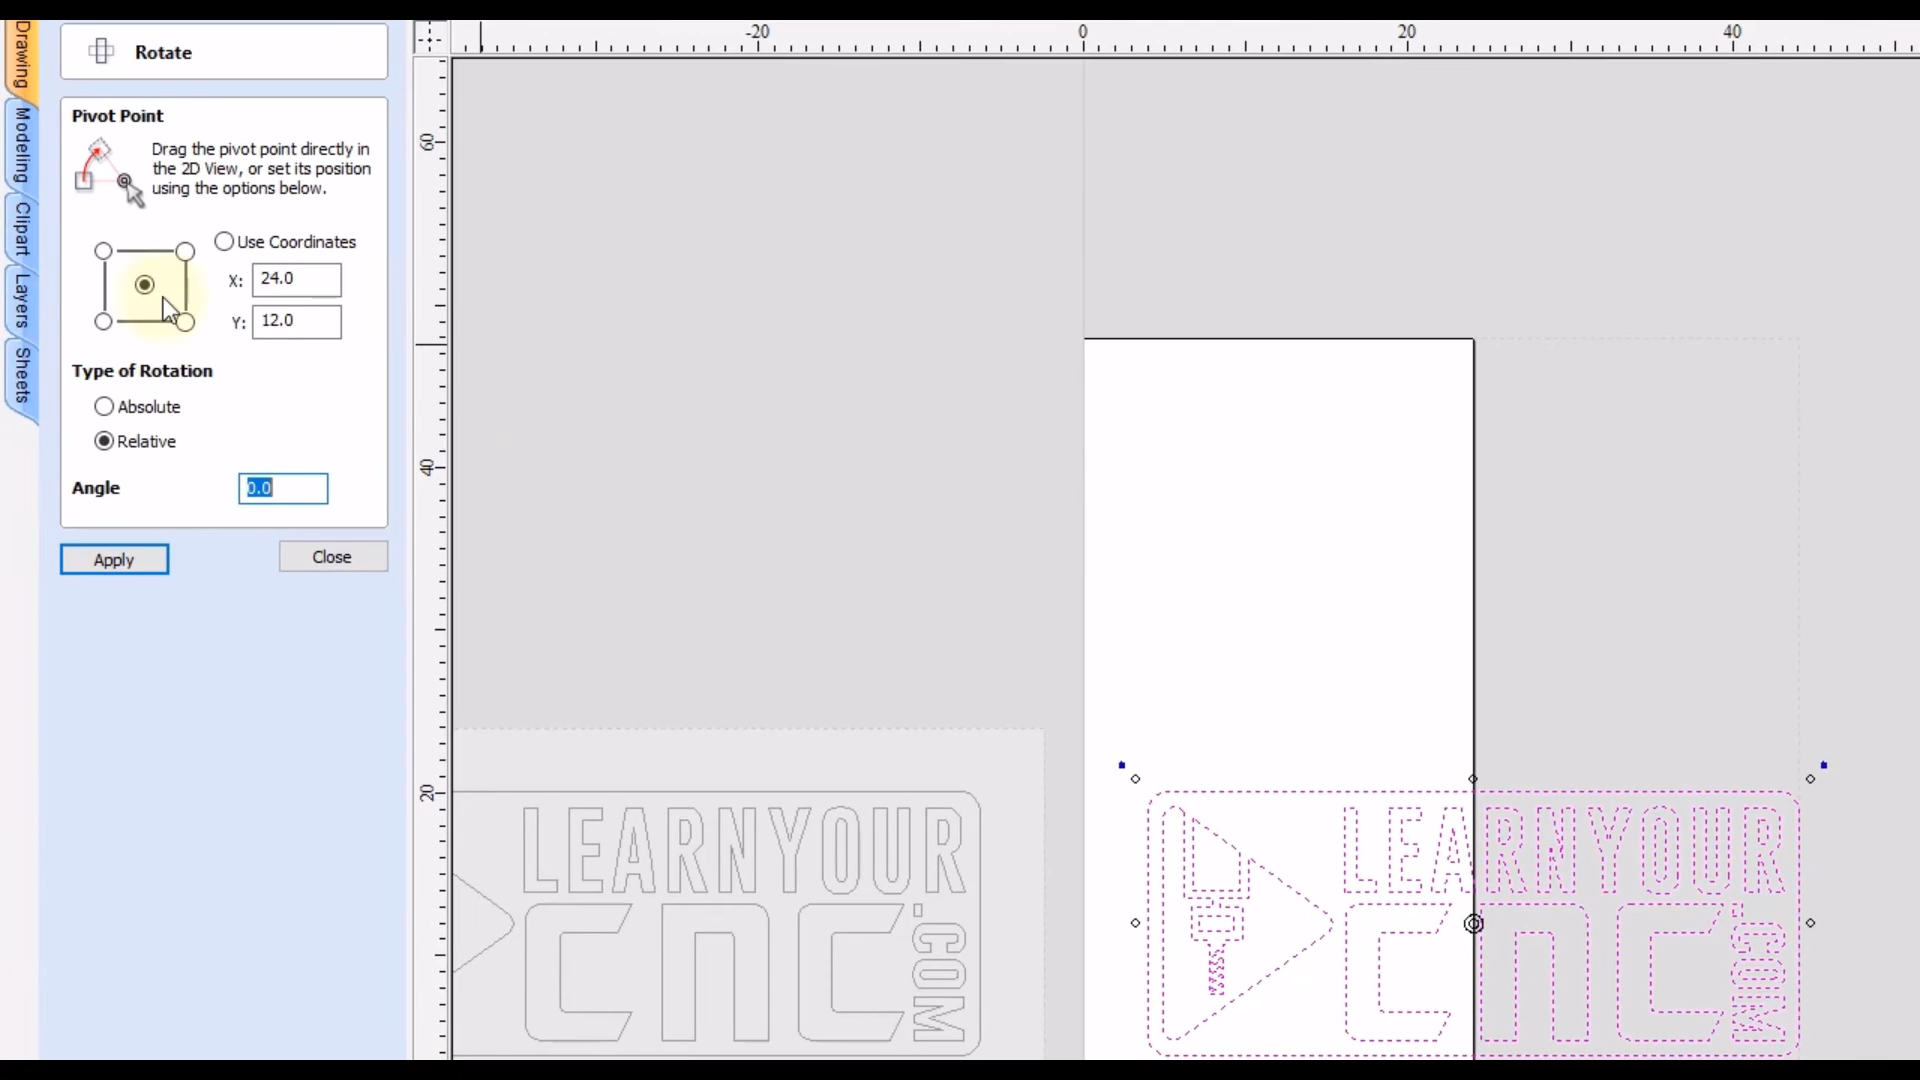 Drawing
Modeling
Clipart
Layers
Sheets
Rotate
Pivot Point
Drag the pivot point directly in
the 2D View, or set its position
using the options below.
Use Coordinates
X: 24.0
Y: 12.0
Type of Rotation
Absolute
Relative
Angle 0.0
Apply Close
-20 0 20 40
60
40
20
LEARNYOUR
CNC
.COM
LEARNYOUR
CNC
.COM